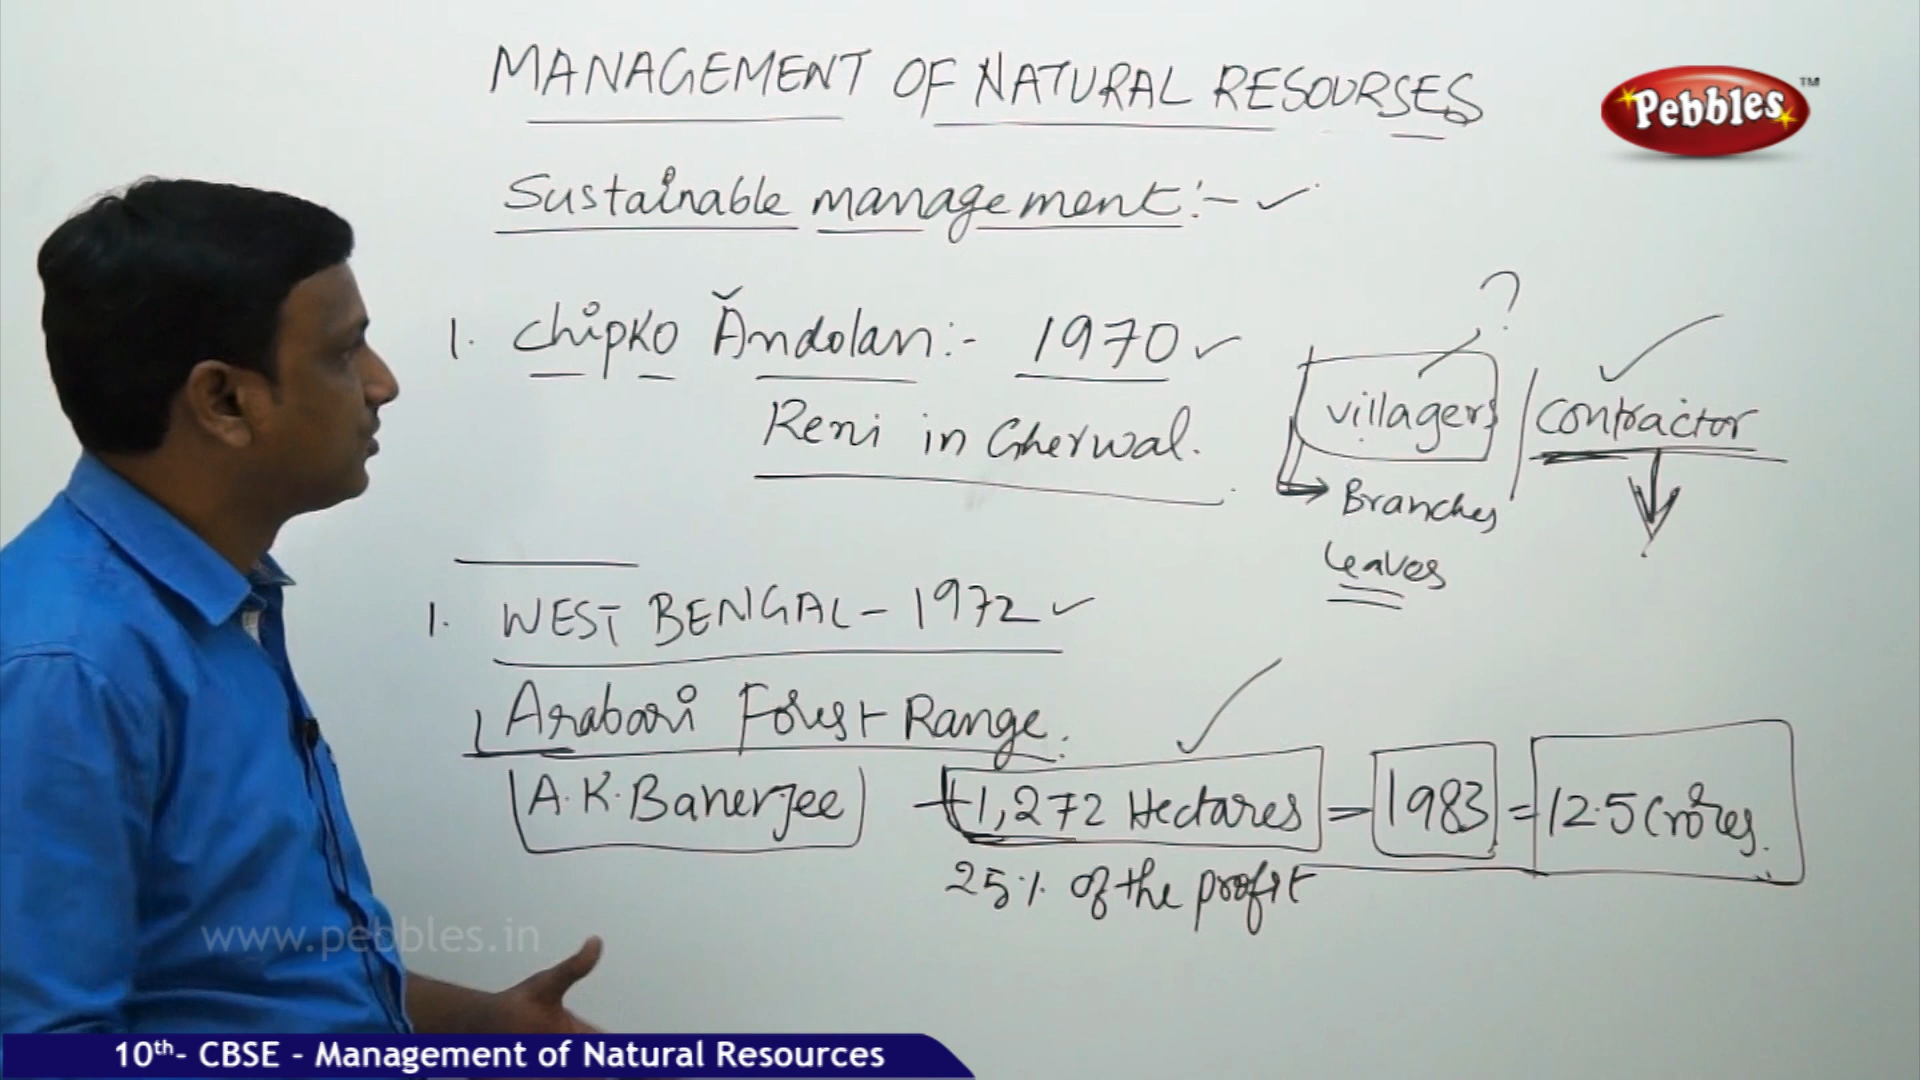 MANAGEMENT OF NATURAL RESOURSES
Pebbles™
Sustainable management:- ✓
1. Chipko Andolan:- 1970 ✓
?
villagers / contractor
Reni in Gherwal.
Branches
leaves
1. WEST BENGAL - 1972 ✓
Arabari Forest Range.
A.K. Banerjee 1,272 Hectares = 1983 = 12.5 Crores.
25% of the profit
www.pebbles.in
10th- CBSE - Management of Natural Resources